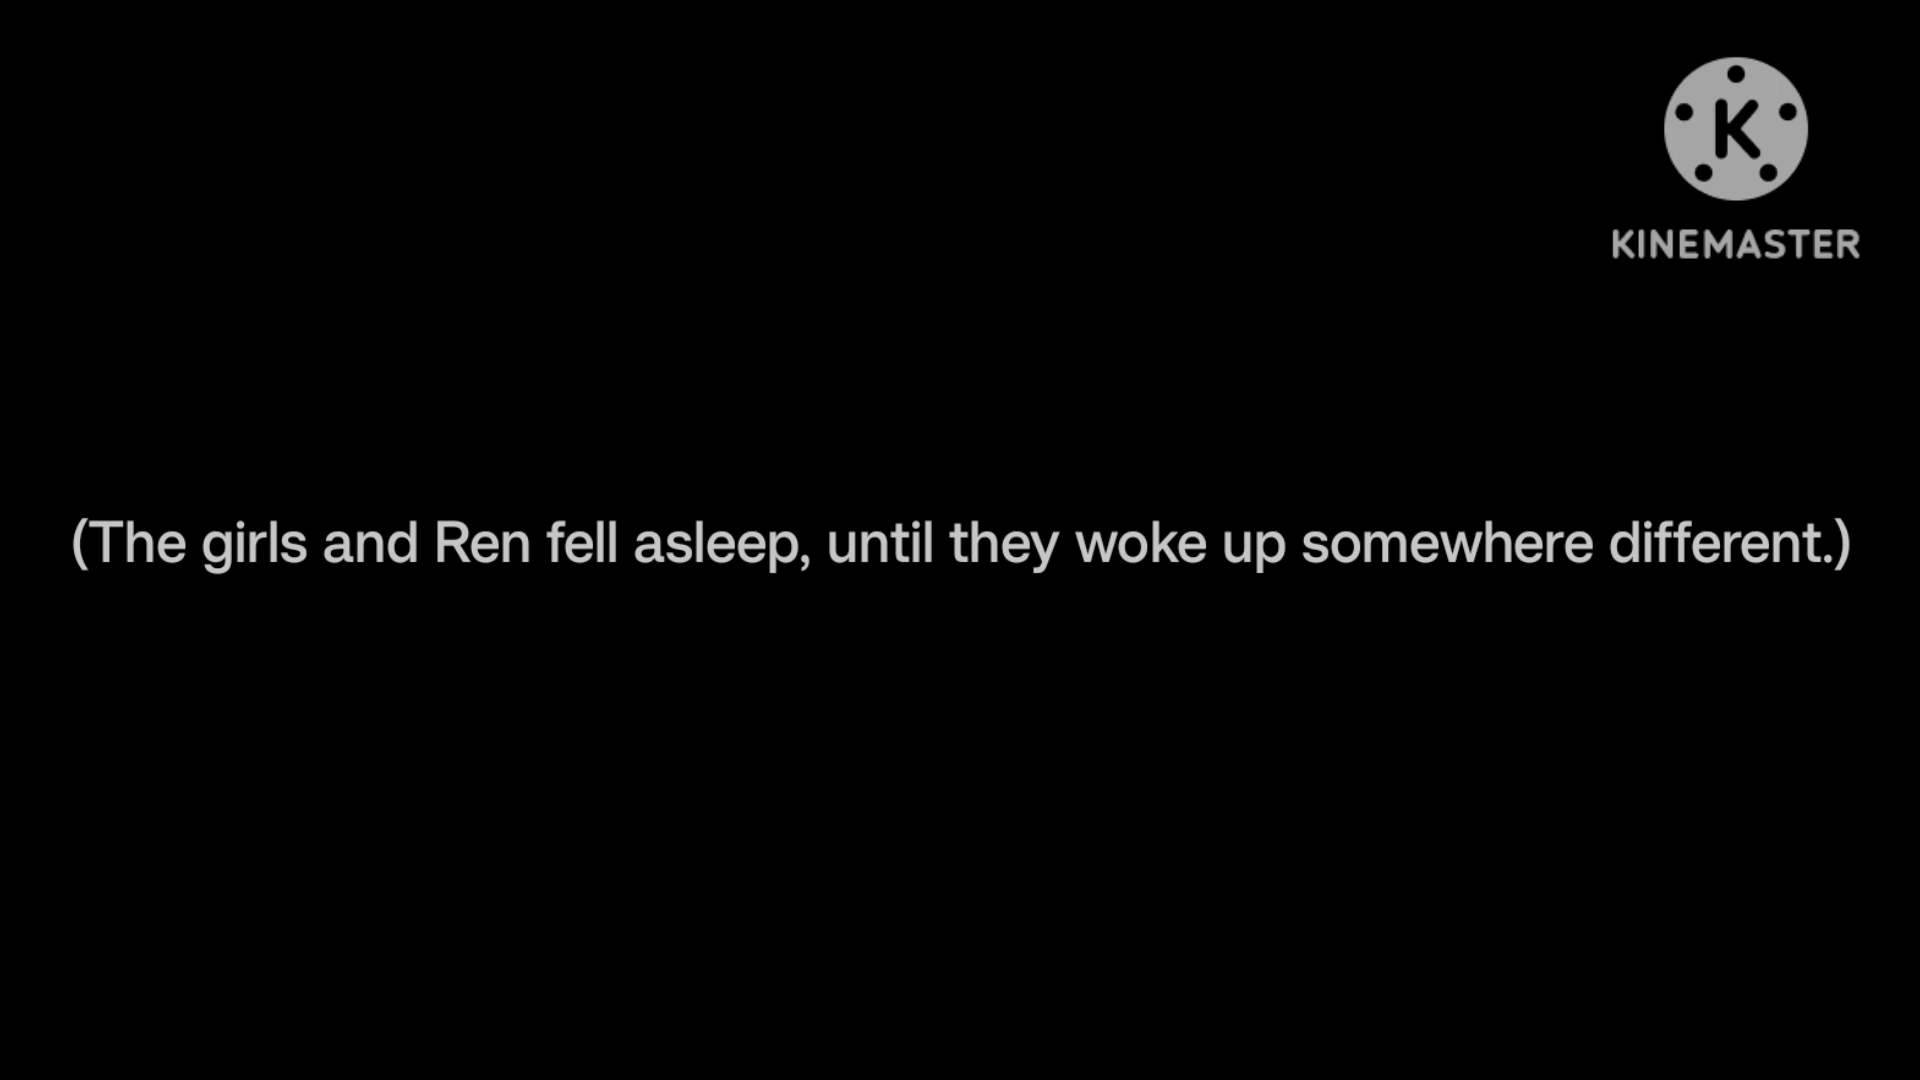 K
KINEMASTER
(The girls and Ren fell asleep, until they woke up somewhere different.)